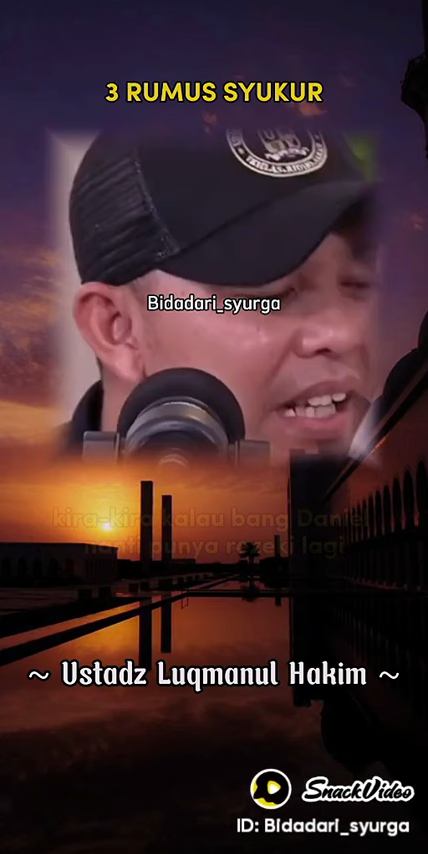 3 RUMUS SYUKUR
Bidadari_syurga
kira-kira kalau bang Daniel
nanti punya rezeki lagi
~ Ustadz Luqmanul Hakim ~
SnackVideo
ID: Bidadari_syurga